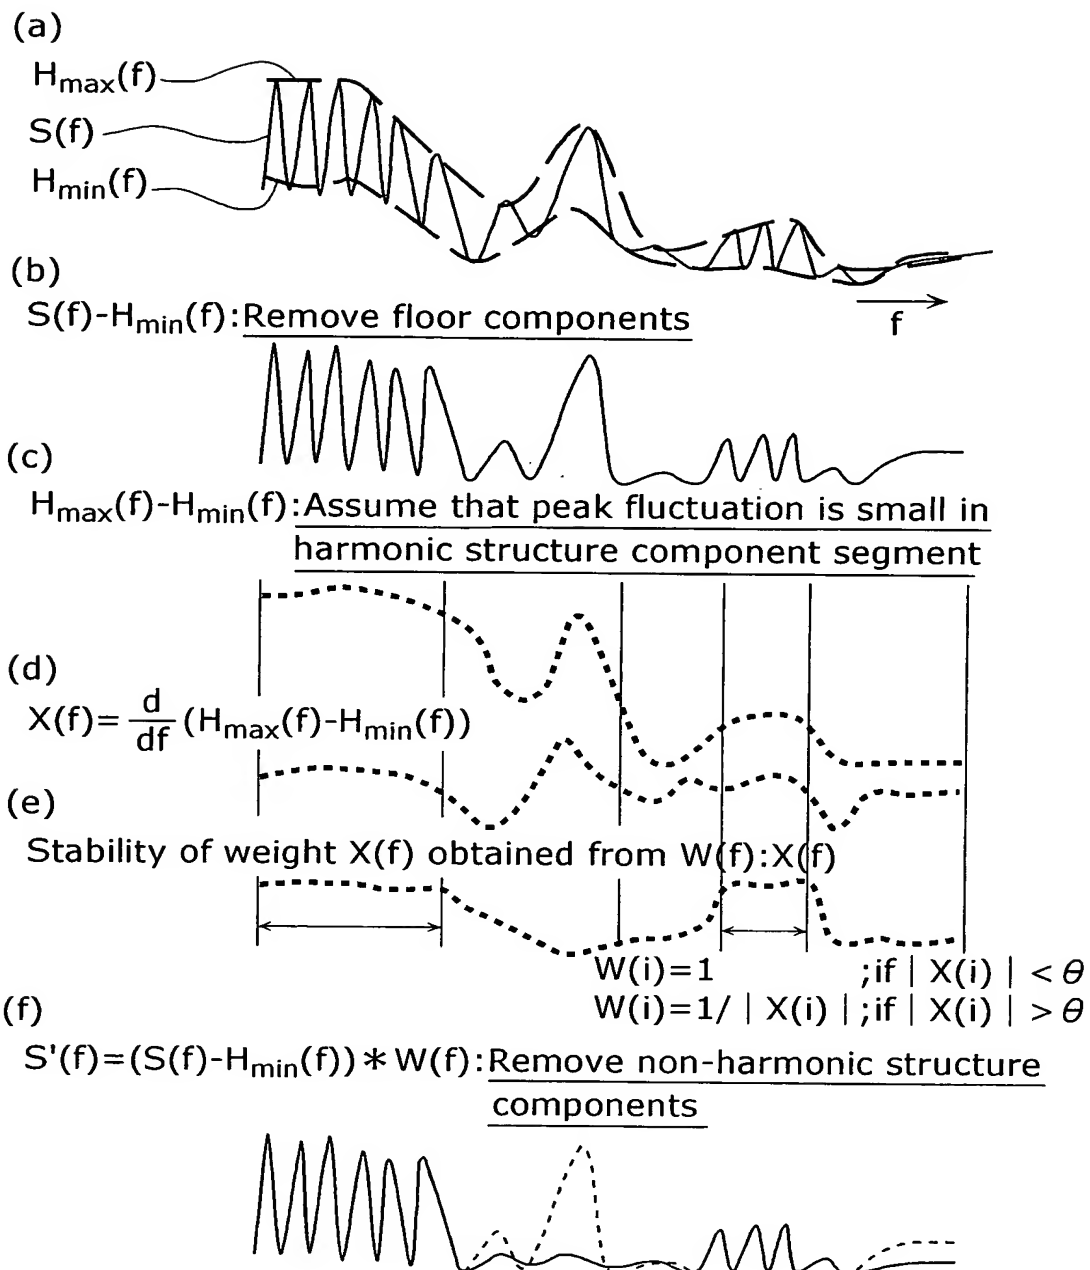 (a)
Hmax(f)
S(f)
Hmin(f)
(b)
S(f)-Hmin(f):Remove floor components
f
(c)
Hmax(f)-Hmin(f):Assume that peak fluctuation is small in
harmonic structure component segment
(d)
X(f)=d/df(Hmax(f)-Hmin(f))
(e)
Stability of weight X(f) obtained from W(f):X(f)
W(i)=1 ;if | X(i) | < θ
W(i)=1/ | X(i) | ;if | X(i) | > θ
(f)
S'(f)=(S(f)-Hmin(f))*W(f):Remove non-harmonic structure
components